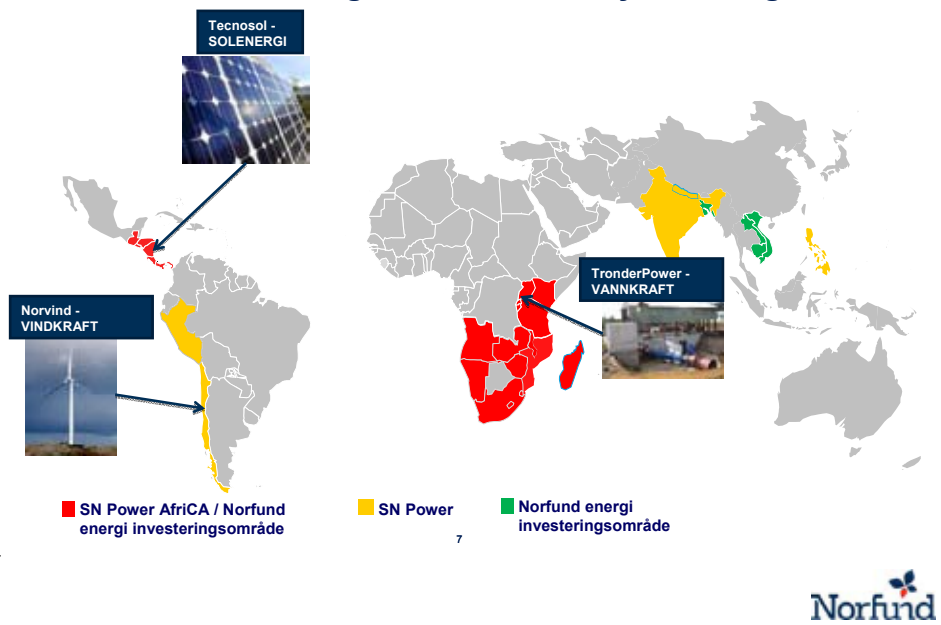 Tecnosol -
SOLENERGI
TronderPower -
VANNKRAFT
Norvind -
VINDKRAFT
SN Power AfriCA / Norfund
energi investeringsområde
SN Power
Norfund energi
investeringsområde
7
Norfund